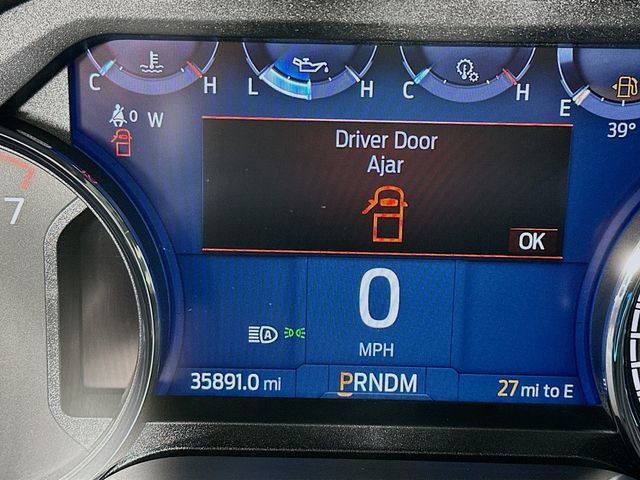 C H L H C H E
0 W 39°
Driver Door
Ajar
OK
7
0
MPH
A
35891.0 mi PRNDM 27 mi to E